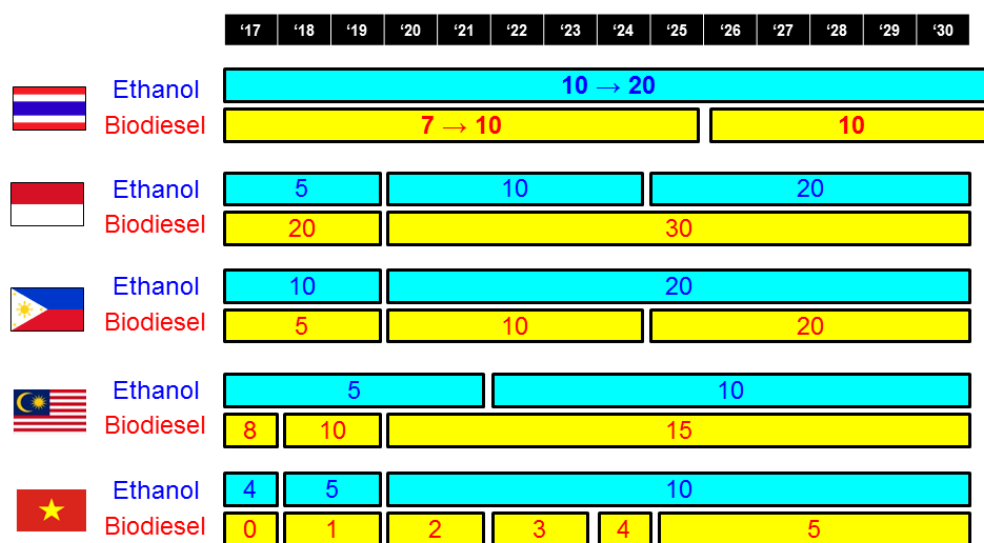 ‘17 ‘18 ‘19 ‘20 ‘21 ‘22 ‘23 ‘24 ‘25 ‘26 ‘27 ‘28 ‘29 ‘30
Ethanol 10 → 20
Biodiesel 7 → 10 10
Ethanol 5 10 20
Biodiesel 20 30
Ethanol 10 20
Biodiesel 5 10 20
Ethanol 5 10
Biodiesel 8 10 15
Ethanol 4 5 10
Biodiesel 0 1 2 3 4 5